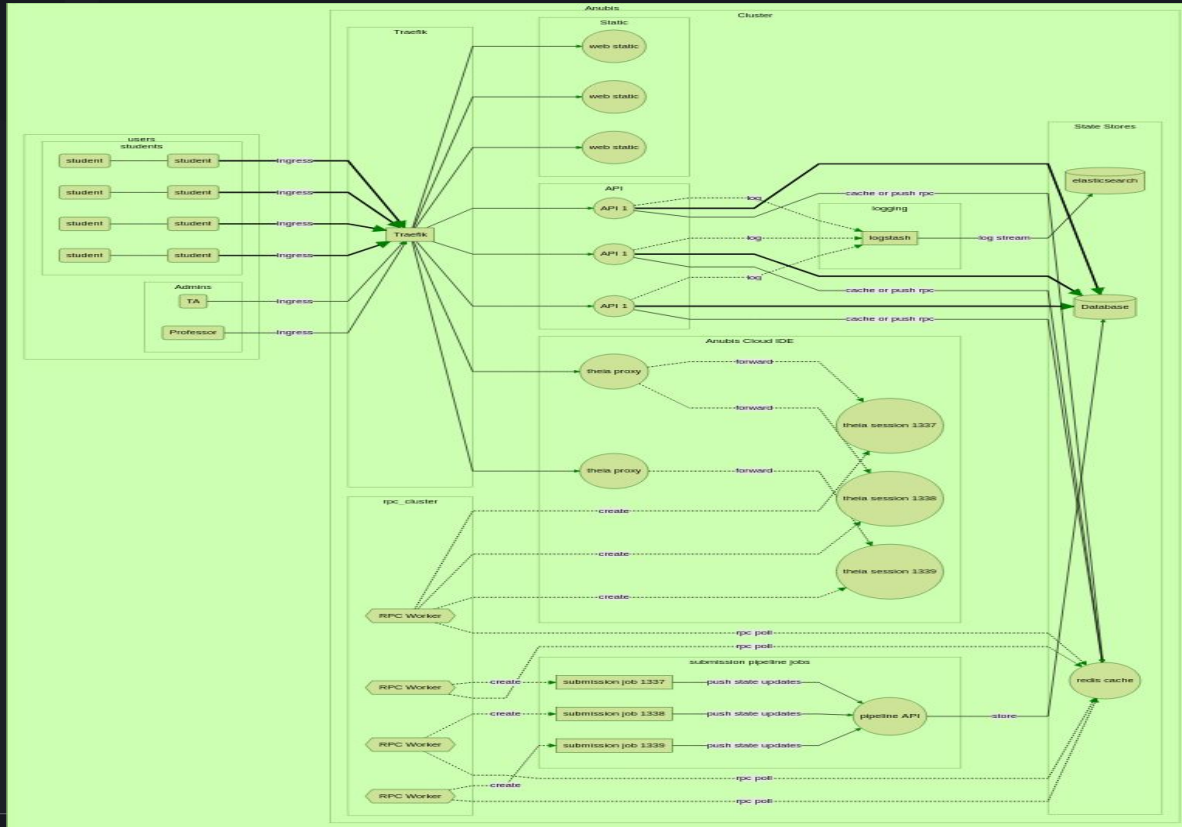 Anubis
Cluster
Static
Traefik
web static
web static
web static
users
students
student
student
ingress
student
student
ingress
student
student
ingress
student
student
ingress
Admins
TA
ingress
Professor
ingress
Traefik
API
API 1
API 1
API 1
log
log
log
cache or push rpc
cache or push rpc
cache or push rpc
logging
logstash
log stream
State Stores
elasticsearch
Database
Anubis Cloud IDE
theia proxy
forward
forward
theia session 1337
theia proxy
forward
theia session 1338
theia session 1339
rpc_cluster
create
create
create
RPC Worker
rpc poll
rpc poll
submission pipeline jobs
RPC Worker
create
submission job 1337
push state updates
redis cache
RPC Worker
create
submission job 1338
push state updates
pipeline API
store
submission job 1339
push state updates
rpc poll
RPC Worker
create
rpc poll